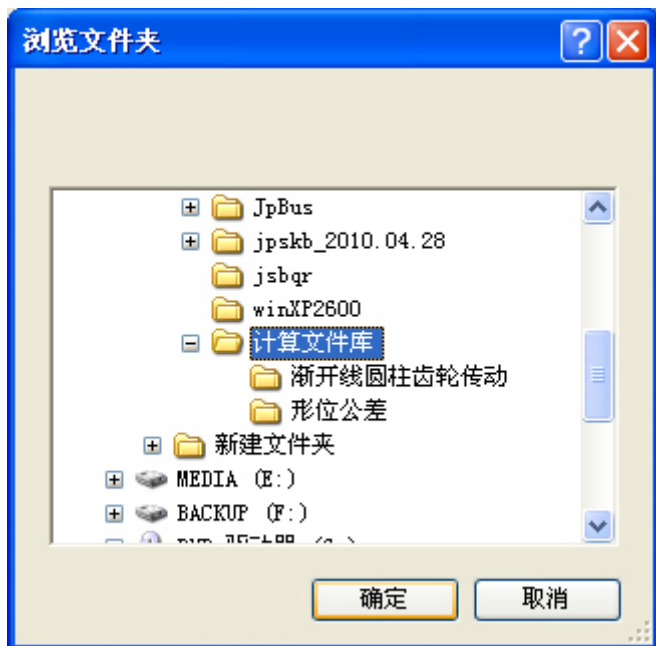 浏览文件夹
JpBus
jpskb_2010.04.28
jsbqr
winXP2600
计算文件库
渐开线圆柱齿轮传动
形位公差
新建文件夹
MEDIA (E:)
BACKUP (F:)
确定
取消